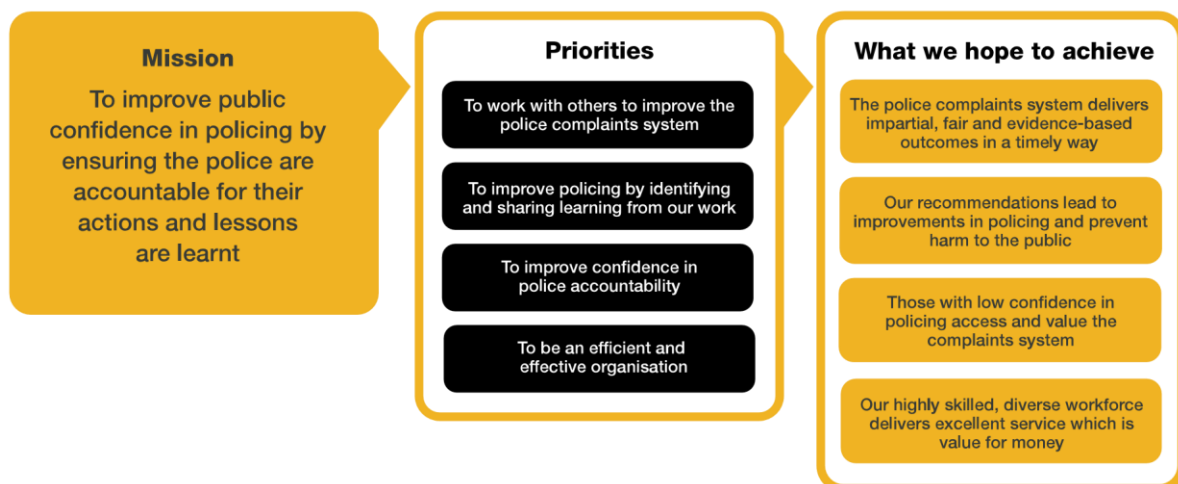 Mission
To improve public
confidence in policing by
ensuring the police are
accountable for their
actions and lessons
are learnt
Priorities
To work with others to improve the
police complaints system
To improve policing by identifying
and sharing learning from our work
To improve confidence in
police accountability
To be an efficient and
effective organisation
What we hope to achieve
The police complaints system delivers
impartial, fair and evidence-based
outcomes in a timely way
Our recommendations lead to
improvements in policing and prevent
harm to the public
Those with low confidence in
policing access and value the
complaints system
Our highly skilled, diverse workforce
delivers excellent service which is
value for money